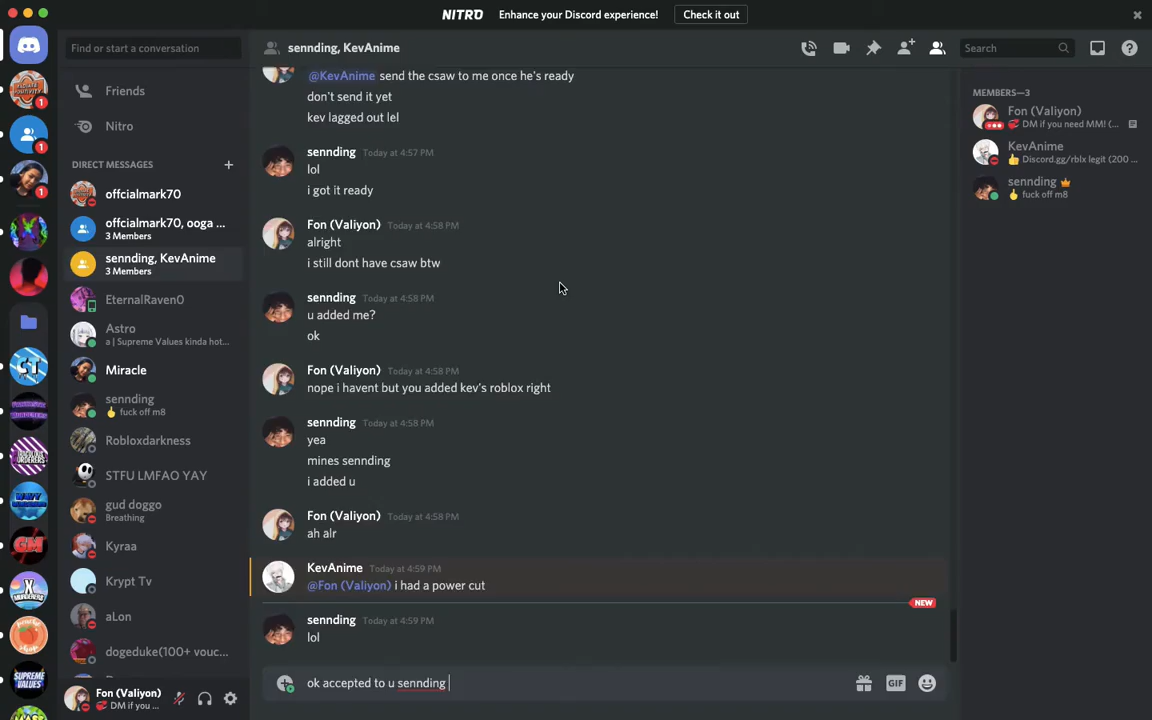 NITRO Enhance your Discord experience! Check it out
Find or start a conversation
Friends
Nitro
DIRECT MESSAGES
offcialmark70
offcialmark70, ooga ...
3 Members
sennding, KevAnime
3 Members
EternalRaven0
Astro
a | Supreme Values kinda hot...
Miracle
sennding
fuck off m8
Robloxdarkness
STFU LMFAO YAY
gud doggo
Breathing
Kyraa
Krypt Tv
aLon
dogeduke(100+ vouc...
Fon (Valiyon)
DM if you ...
1
1
1
CT
GM
SUPREME
VALUES
sennding, KevAnime
Search
@KevAnime send the csaw to me once he's ready
don't send it yet
kev lagged out lel
sennding Today at 4:57 PM
lol
i got it ready
Fon (Valiyon) Today at 4:58 PM
alright
i still dont have csaw btw
sennding Today at 4:58 PM
u added me?
ok
Fon (Valiyon) Today at 4:58 PM
nope i havent but you added kev's roblox right
sennding Today at 4:58 PM
yea
mines sennding
i added u
Fon (Valiyon) Today at 4:58 PM
ah alr
KevAnime Today at 4:59 PM
@Fon (Valiyon) i had a power cut
NEW
sennding Today at 4:59 PM
lol
ok accepted to u sennding
GIF
MEMBERS—3
Fon (Valiyon)
DM if you need MM! (...
KevAnime
Discord.gg/rblx legit (200 ...
sennding
fuck off m8